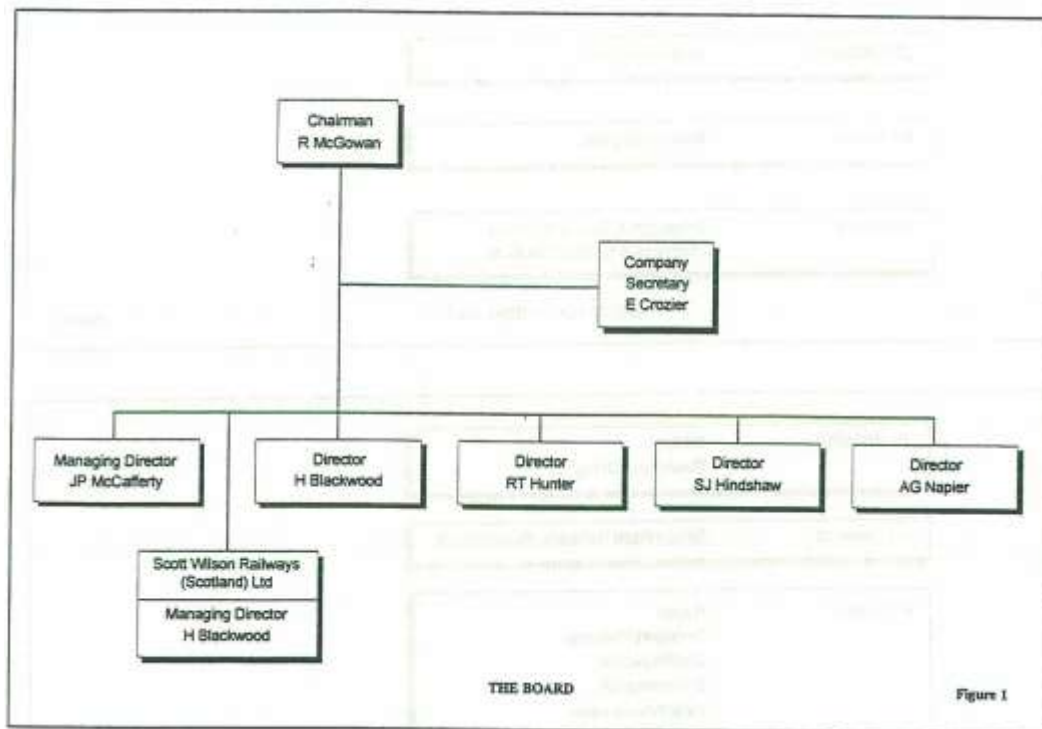 Chairman
R McGowan
Company
Secretary
E Crozier
Managing Director
JP McCafferty
Director
H Blackwood
Director
RT Hunter
Director
SJ Hindshaw
Director
AG Napier
Scott Wilson Railways
(Scotland) Ltd
Managing Director
H Blackwood
THE BOARD
Figure 1